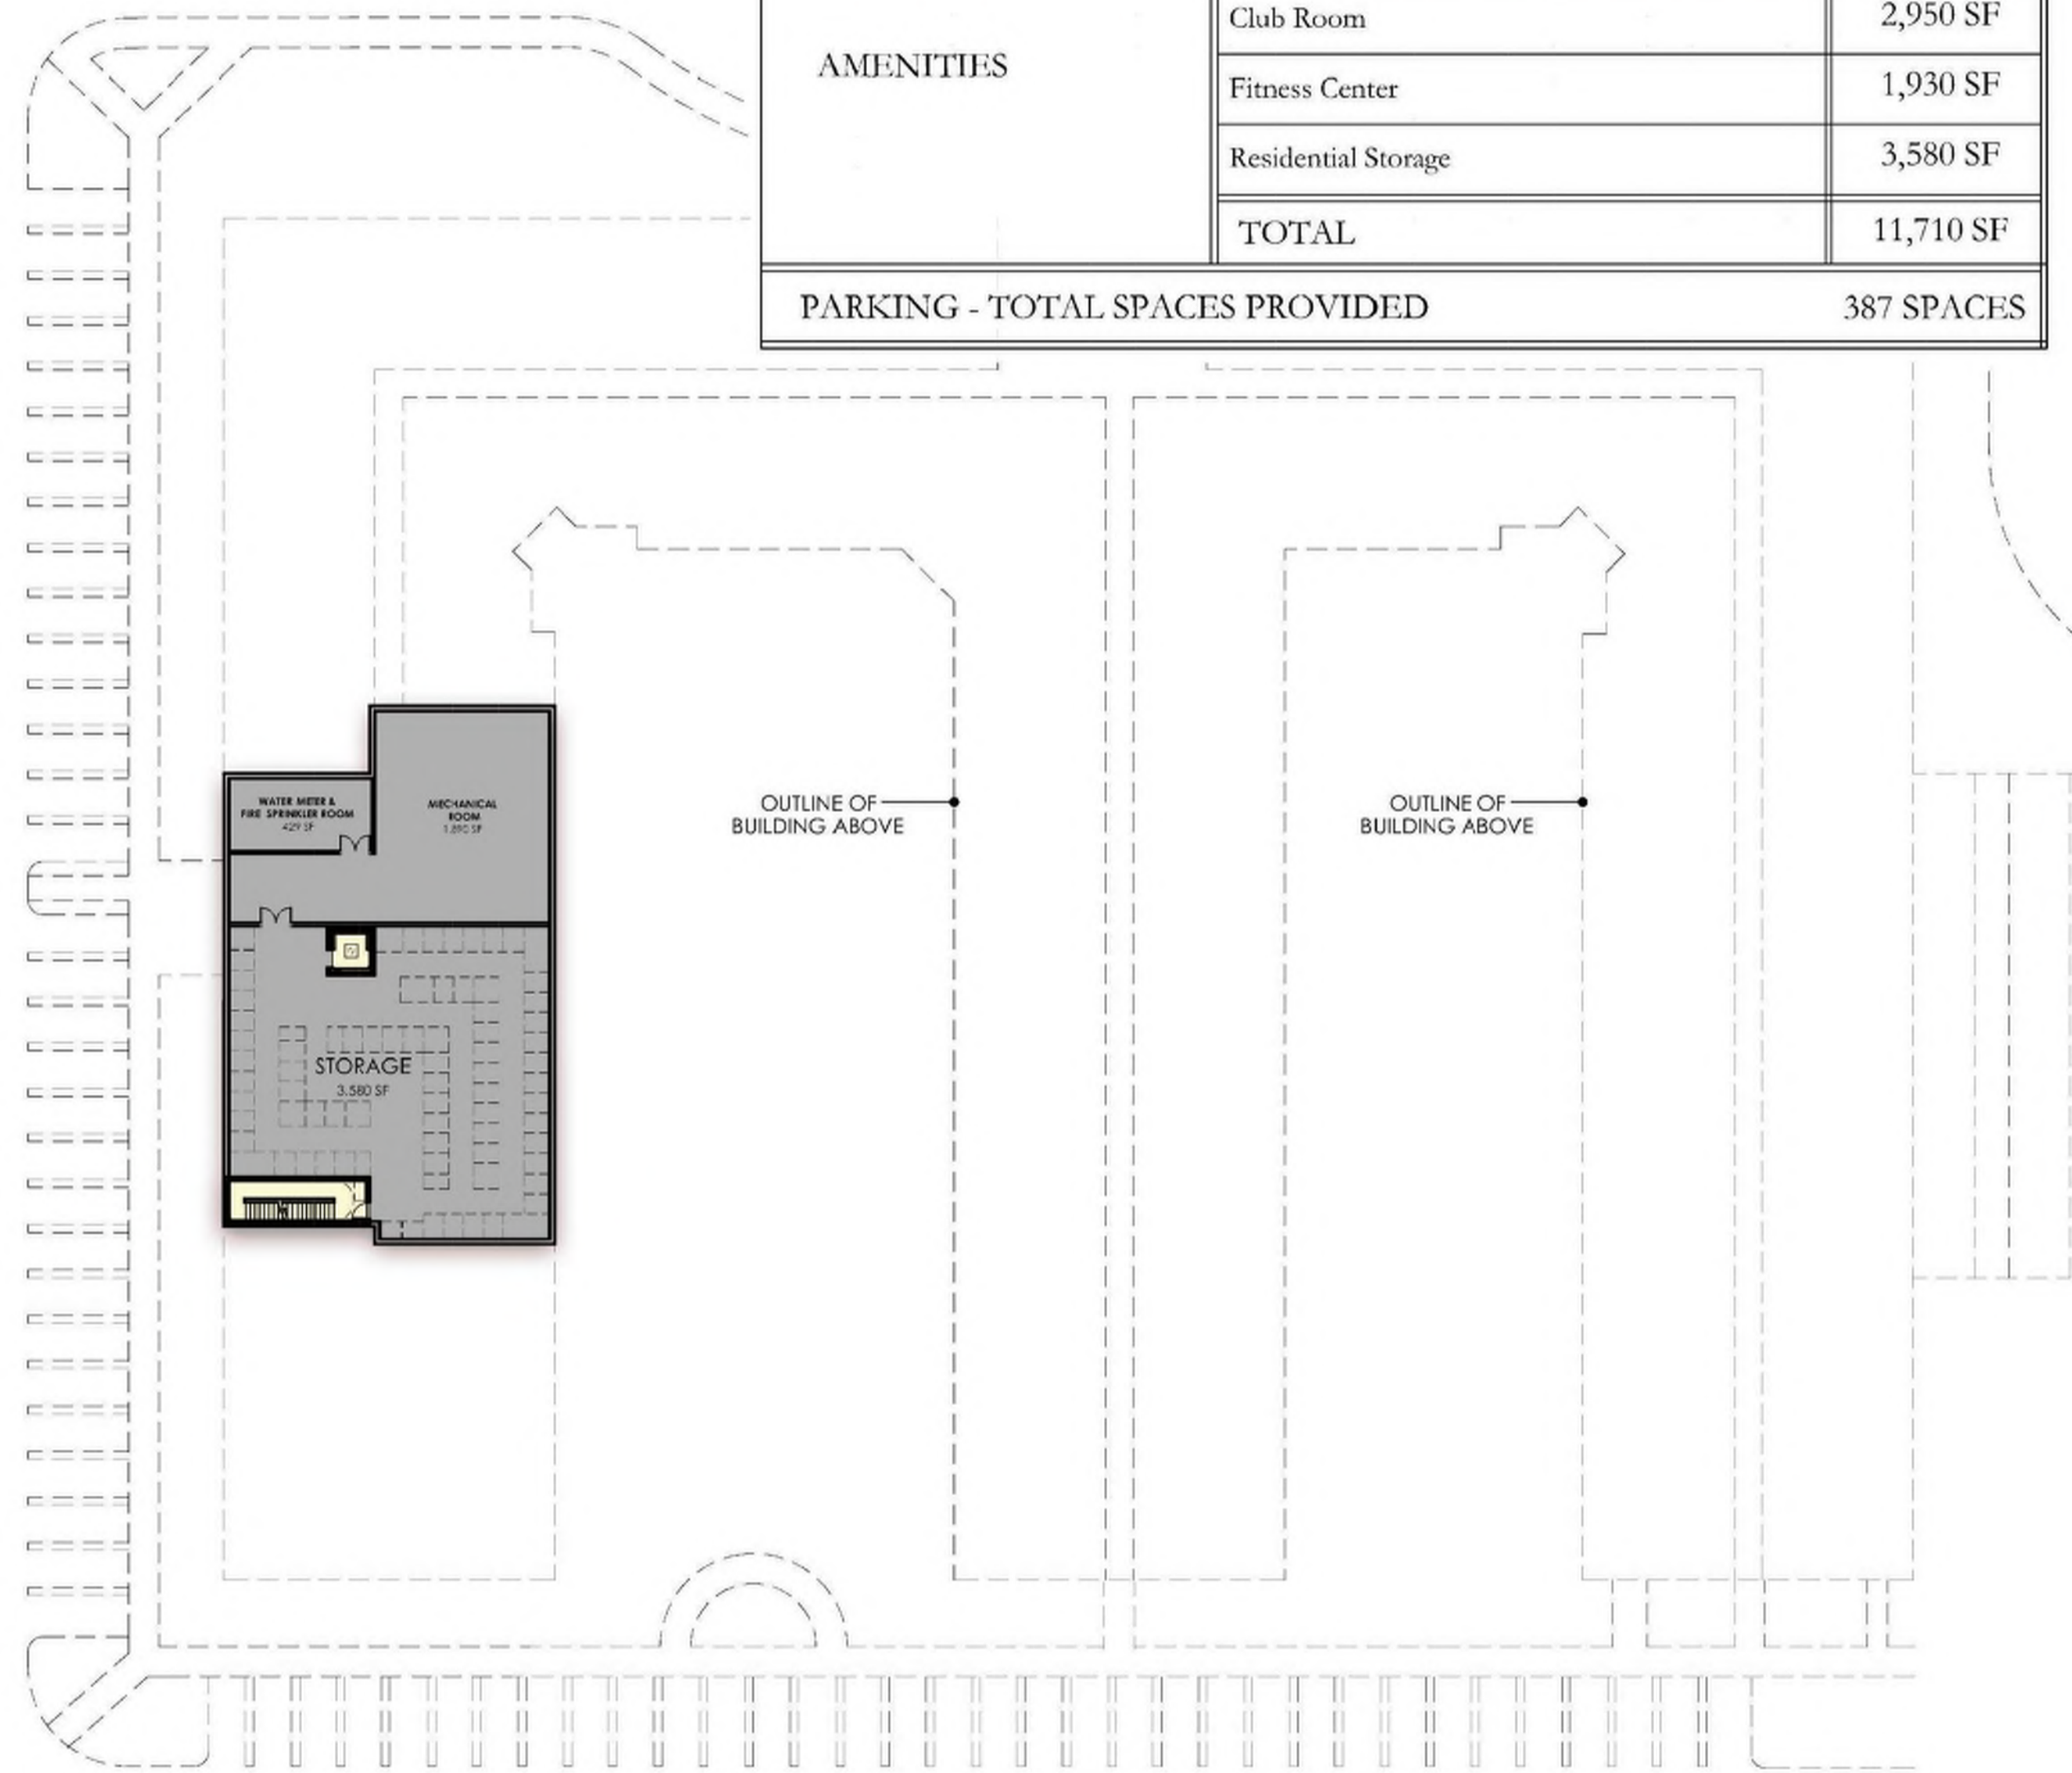 AMENITIES
Club Room 2,950 SF
Fitness Center 1,930 SF
Residential Storage 3,580 SF
TOTAL 11,710 SF
PARKING - TOTAL SPACES PROVIDED 387 SPACES
OUTLINE OF
BUILDING ABOVE
OUTLINE OF
BUILDING ABOVE
WATER METER &
FIRE SPRINKLER ROOM
429 SF
MECHANICAL
ROOM
STORAGE
3,580 SF